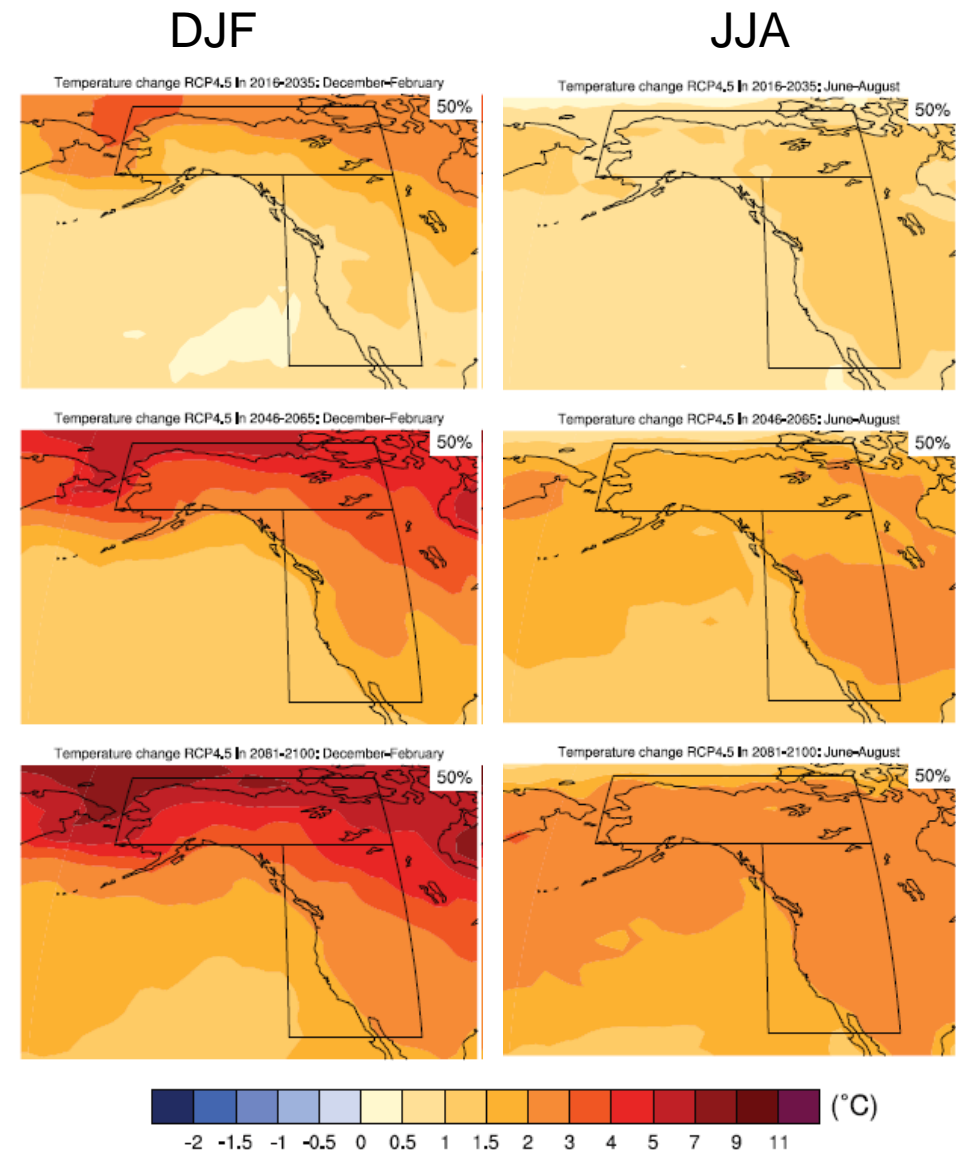 DJF JJA
Temperature change RCP4.5 in 2016-2035: December-February
50%
Temperature change RCP4.5 in 2016-2035: June-August
50%
Temperature change RCP4.5 in 2046-2065: December-February
50%
Temperature change RCP4.5 in 2046-2065: June-August
50%
Temperature change RCP4.5 in 2081-2100: December-February
50%
Temperature change RCP4.5 in 2081-2100: June-August
50%
(°C)
-2 -1.5 -1 -0.5 0 0.5 1 1.5 2 3 4 5 7 9 11